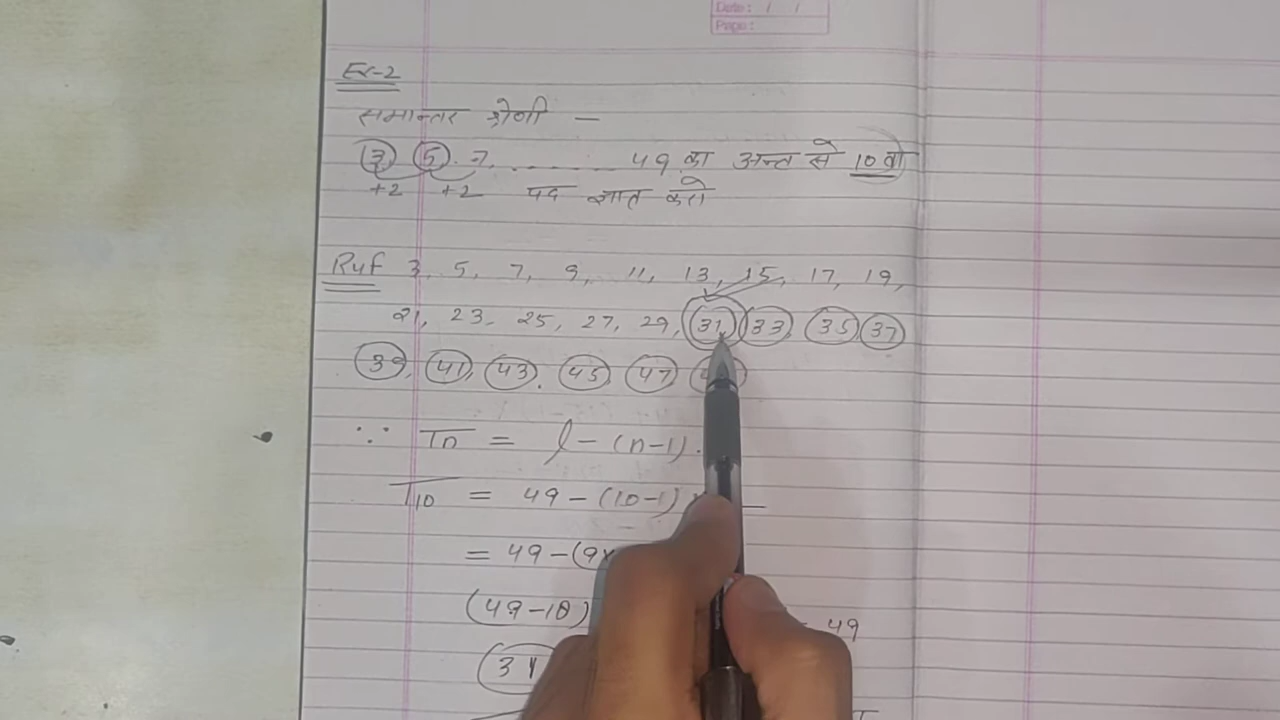 Date: / /
Page:
Ex-2
समान्तर श्रेणी —
3, 5, 7, ....... 49 का अन्त से 10 वो
+2 +2 पद ज्ञात करो
Ruf 3, 5, 7, 9, 11, 13, 15, 17, 19,
21, 23, 25, 27, 29, 31, 33, 35, 37
39, 41, 43, 45, 47
∵ Tn = l - (n-1).
T10 = 49 - (10-1)
= 49 - (9x
(49-18)
= 49
31